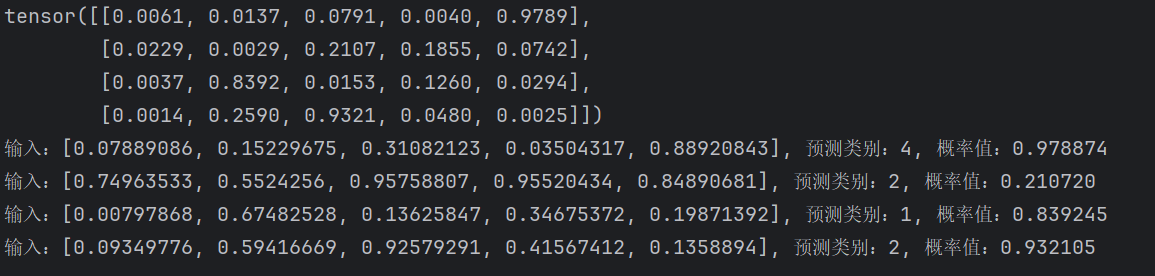 tensor([[0.0061, 0.0137, 0.0791, 0.0040, 0.9789],
        [0.0229, 0.0029, 0.2107, 0.1855, 0.0742],
        [0.0037, 0.8392, 0.0153, 0.1260, 0.0294],
        [0.0014, 0.2590, 0.9321, 0.0480, 0.0025]])
输入：[0.07889086, 0.15229675, 0.31082123, 0.03504317, 0.88920843], 预测类别：4, 概率值：0.978874
输入：[0.74963533, 0.5524256, 0.95758807, 0.95520434, 0.84890681], 预测类别：2, 概率值：0.210720
输入：[0.00797868, 0.67482528, 0.13625847, 0.34675372, 0.19871392], 预测类别：1, 概率值：0.839245
输入：[0.09349776, 0.59416669, 0.92579291, 0.41567412, 0.1358894], 预测类别：2, 概率值：0.932105